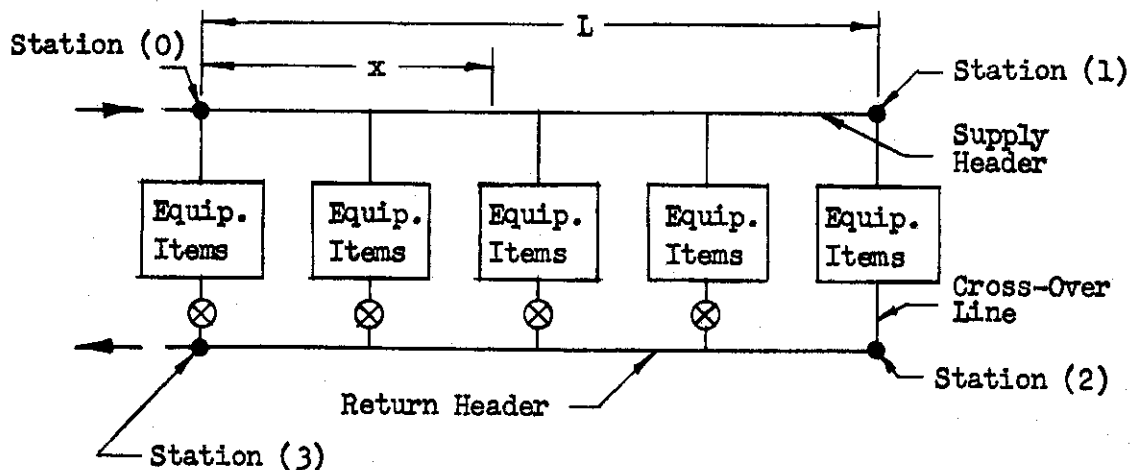 L
Station (0)
x
Station (1)
Supply
Header
Equip.
Items
Equip.
Items
Equip.
Items
Equip.
Items
Equip.
Items
Cross-Over
Line
Station (2)
Return Header
Station (3)